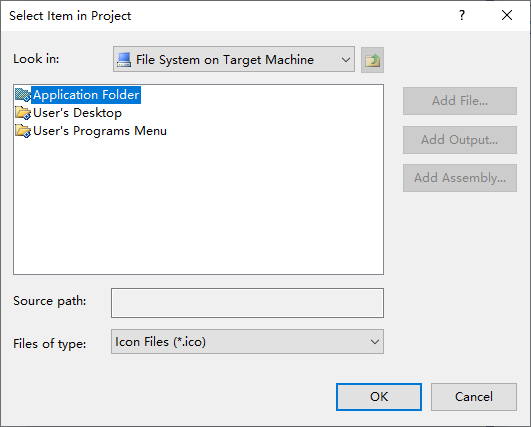 Select Item in Project
?
Look in:
File System on Target Machine
Application Folder
User's Desktop
User's Programs Menu
Add File...
Add Output...
Add Assembly...
Source path:
Files of type:
Icon Files (*.ico)
OK
Cancel